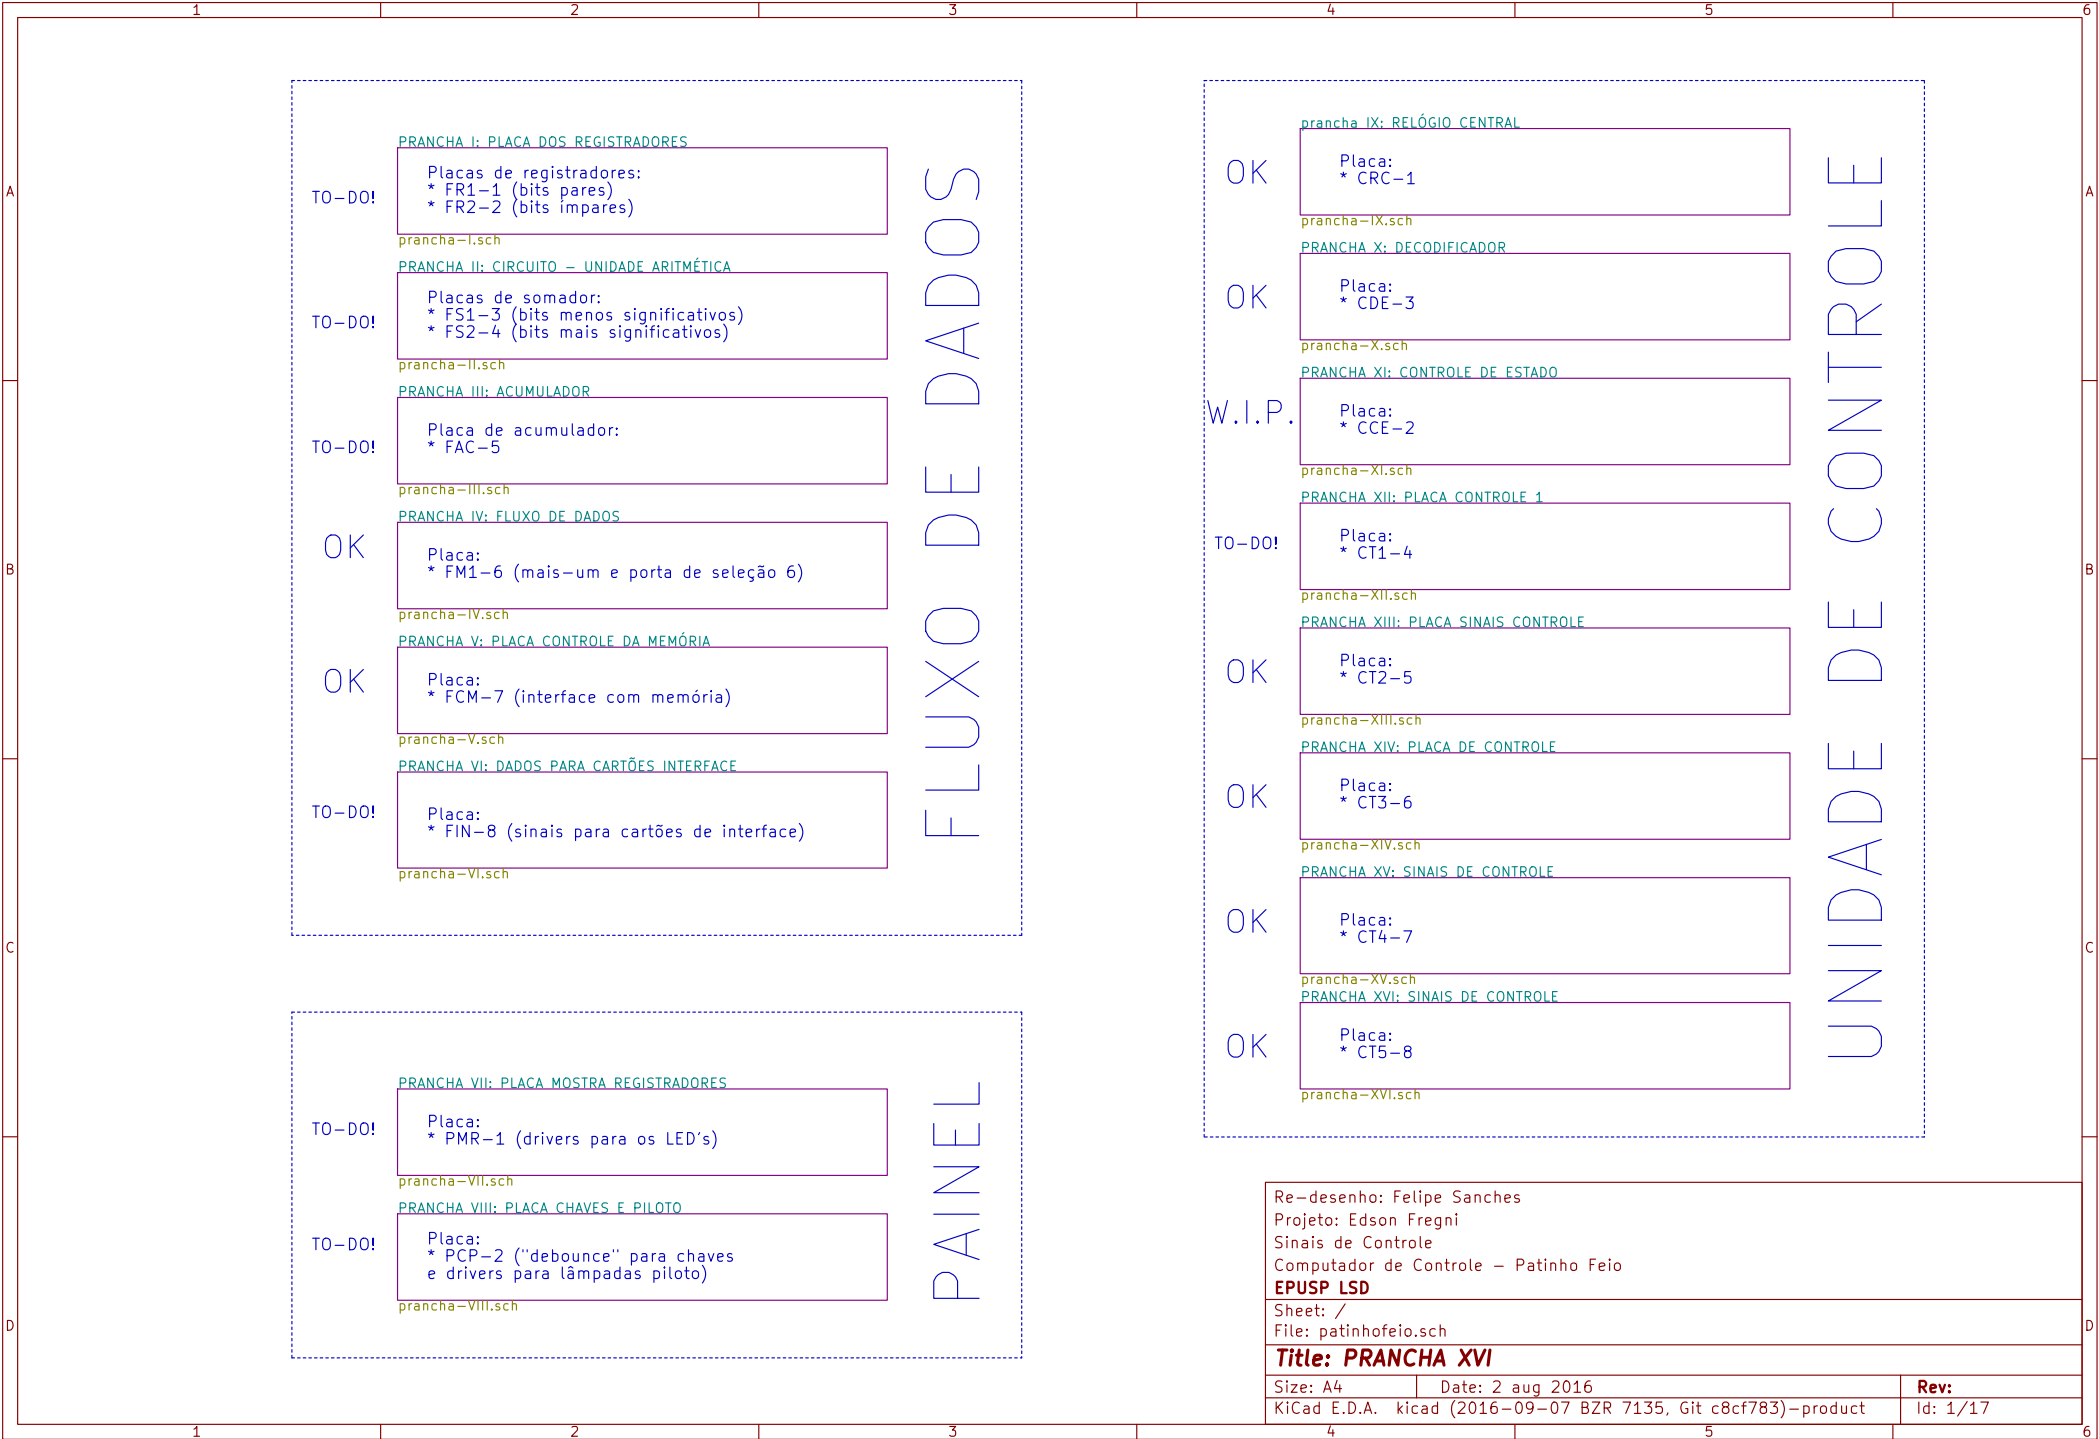 1 2 3 4 5 6
A
B
C
D
PRANCHA I: PLACA DOS REGISTRADORES
TO-DO!
Placas de registradores:
* FR1-1 (bits pares)
* FR2-2 (bits ímpares)
prancha-I.sch
PRANCHA II: CIRCUITO - UNIDADE ARITMÉTICA
TO-DO!
Placas de somador:
* FS1-3 (bits menos significativos)
* FS2-4 (bits mais significativos)
prancha-II.sch
PRANCHA III: ACUMULADOR
TO-DO!
Placa de acumulador:
* FAC-5
prancha-III.sch
PRANCHA IV: FLUXO DE DADOS
OK
Placa:
* FM1-6 (mais-um e porta de seleção 6)
prancha-IV.sch
PRANCHA V: PLACA CONTROLE DA MEMÓRIA
OK
Placa:
* FCM-7 (interface com memória)
prancha-V.sch
PRANCHA VI: DADOS PARA CARTÕES INTERFACE
TO-DO!
Placa:
* FIN-8 (sinais para cartões de interface)
prancha-VI.sch
FLUXO DE DADOS
PRANCHA VII: PLACA MOSTRA REGISTRADORES
TO-DO!
Placa:
* PMR-1 (drivers para os LED's)
prancha-VII.sch
PRANCHA VIII: PLACA CHAVES E PILOTO
TO-DO!
Placa:
* PCP-2 ("debounce" para chaves
e drivers para lâmpadas piloto)
prancha-VIII.sch
PAINEL
prancha IX: RELÓGIO CENTRAL
OK
Placa:
* CRC-1
prancha-IX.sch
PRANCHA X: DECODIFICADOR
OK
Placa:
* CDE-3
prancha-X.sch
PRANCHA XI: CONTROLE DE ESTADO
W.I.P.
Placa:
* CCE-2
prancha-XI.sch
PRANCHA XII: PLACA CONTROLE 1
TO-DO!
Placa:
* CT1-4
prancha-XII.sch
PRANCHA XIII: PLACA SINAIS CONTROLE
OK
Placa:
* CT2-5
prancha-XIII.sch
PRANCHA XIV: PLACA DE CONTROLE
OK
Placa:
* CT3-6
prancha-XIV.sch
PRANCHA XV: SINAIS DE CONTROLE
OK
Placa:
* CT4-7
prancha-XV.sch
PRANCHA XVI: SINAIS DE CONTROLE
OK
Placa:
* CT5-8
prancha-XVI.sch
UNIDADE DE CONTROLE
A
B
C
D
Re-desenho: Felipe Sanches
Projeto: Edson Fregni
Sinais de Controle
Computador de Controle - Patinho Feio
EPUSP LSD
Sheet: /
File: patinhofeio.sch
Title: PRANCHA XVI
Size: A4 Date: 2 aug 2016 Rev:
KiCad E.D.A. kicad (2016-09-07 BZR 7135, Git c8cf783)-product Id: 1/17
1 2 3 4 5 6